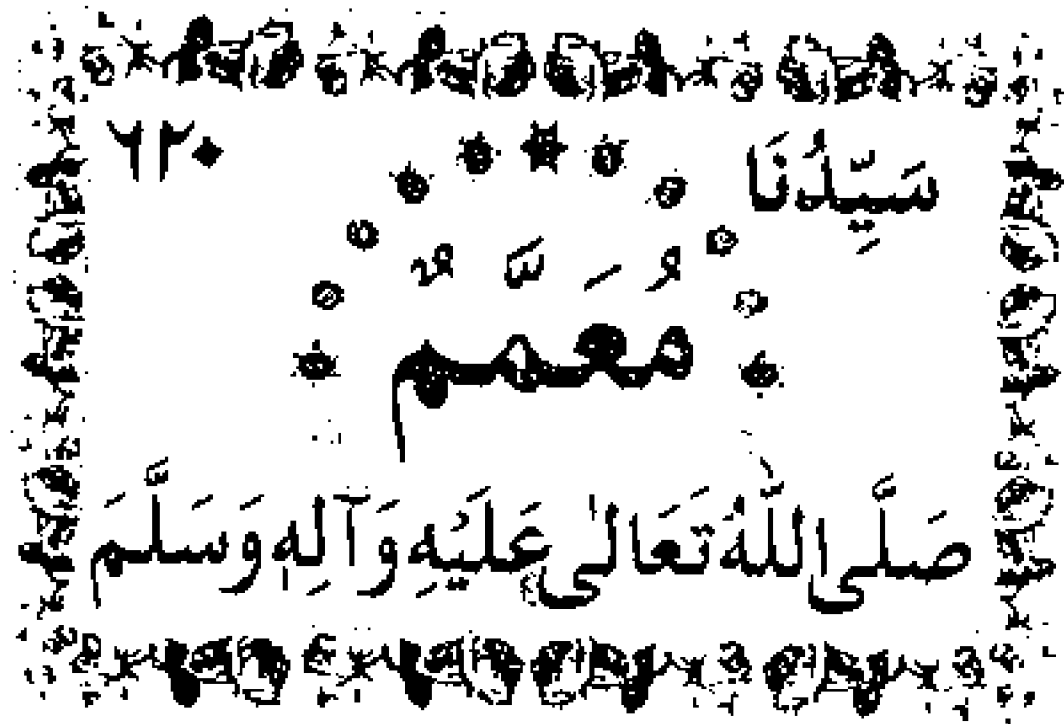 سَيِّدُنَا ٦٢٠
مُعَمَّمٌ
صَلَّى اللّٰهُ تَعَالٰى عَلَيْهِ وَآلِهٖ وَسَلَّمَ